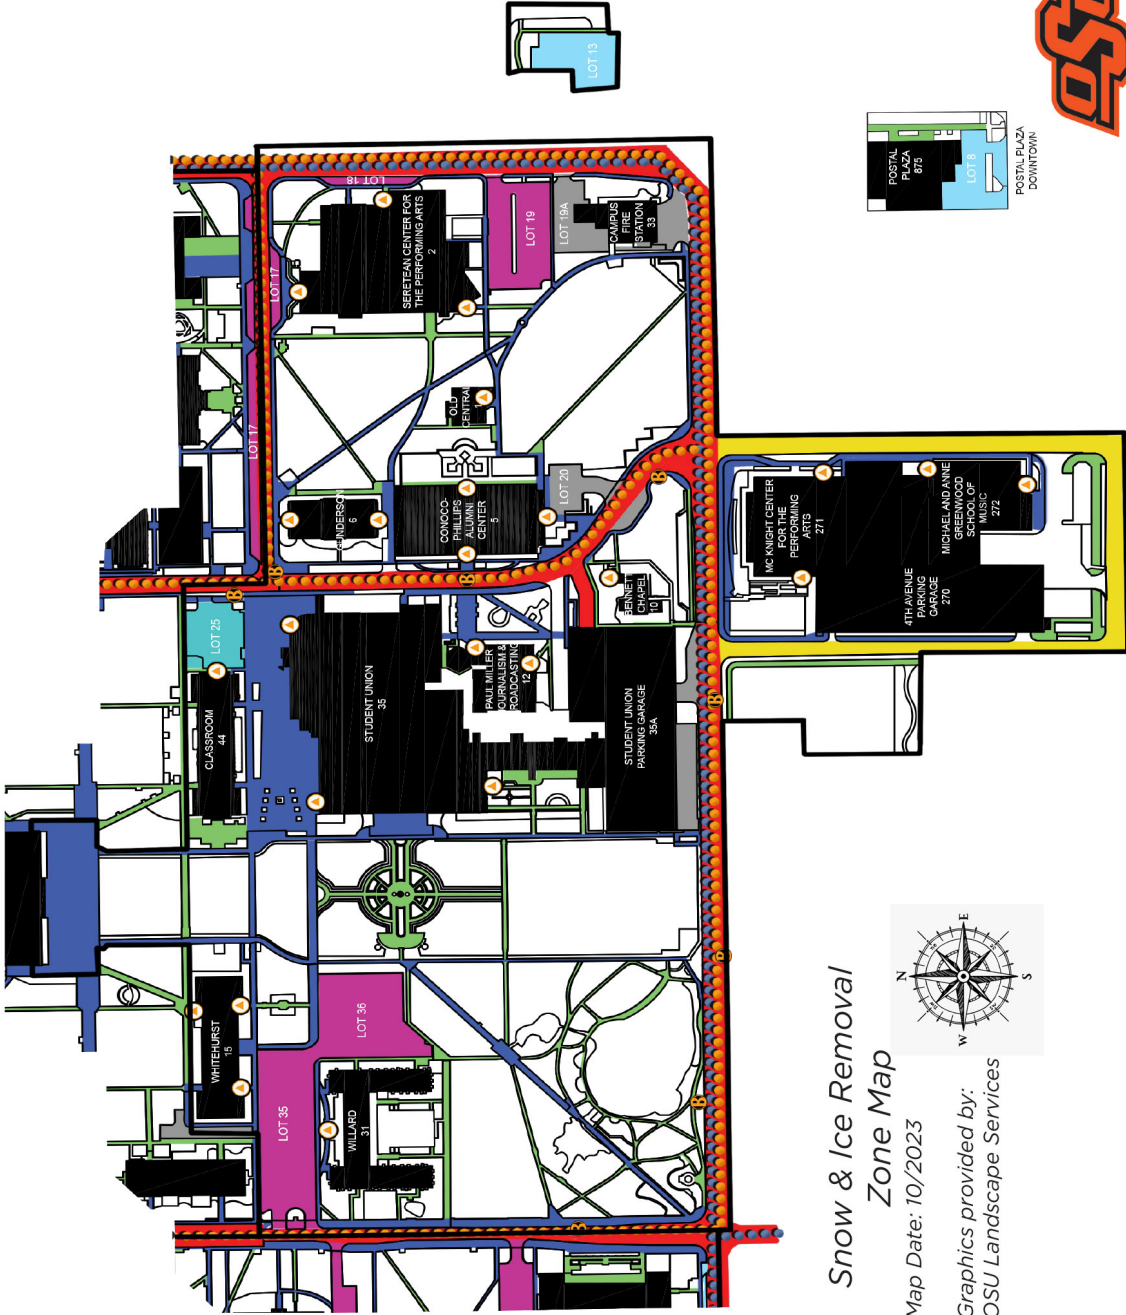 LOT 13
OSU
POSTAL
PLAZA
875
LOT 8
POSTAL PLAZA
DOWNTOWN
LOT 18
SERETEAN CENTER FOR
THE PERFORMING ARTS
2
LOT 19
LOT 19A
CAMPUS
FIRE
STATION
33
LOT 17
LOT 17
OLD
CENTRAL
1
GUNDERSON
6
CONOCO-
PHILLIPS
ALUMNI
CENTER
5
LOT 20
B
B
B
B
MC KNIGHT CENTER
FOR THE
PERFORMING
ARTS
271
MICHAEL AND ANNE
GREENWOOD
SCHOOL OF
MUSIC
272
4TH AVENUE
PARKING
GARAGE
270
BENNETT
CHAPEL
10
LOT 25
CLASSROOM
44
STUDENT UNION
35
PAUL MILLER
JOURNALISM &
BROADCASTING
12
STUDENT UNION
PARKING GARAGE
35A
B
B
B
B
WHITEHURST
15
LOT 36
LOT 35
WILLARD
31
N
E
S
W
Snow & Ice Removal
Zone Map
Map Date: 10/2023
Graphics provided by:
OSU Landscape Services